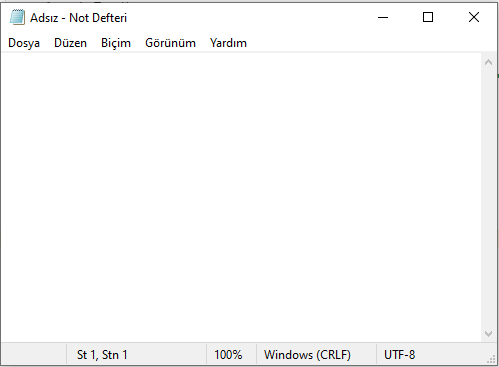 Adsız - Not Defteri
Dosya Düzen Biçim Görünüm Yardım
St 1, Stn 1 100% Windows (CRLF) UTF-8